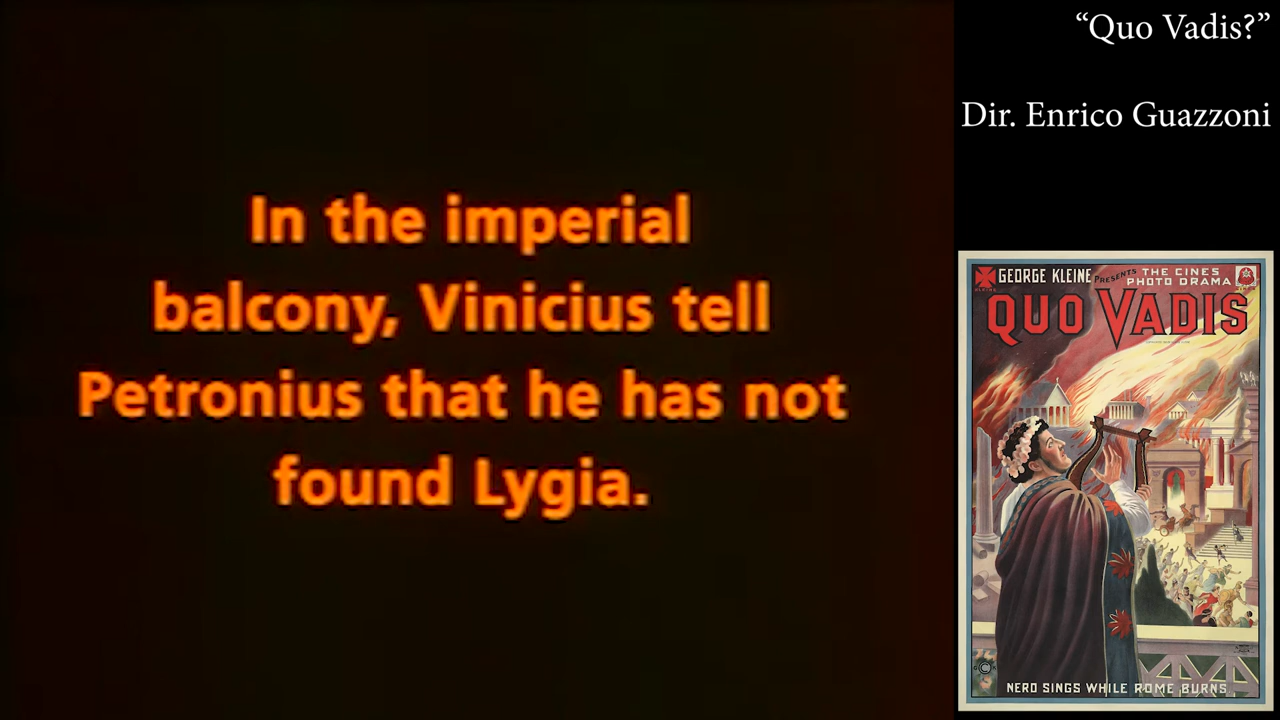 In the imperial
balcony, Vinicius tell
Petronius that he has not
found Lygia.
“Quo Vadis?”
Dir. Enrico Guazzoni
GEORGE KLEINE PRESENTS THE CINES
PHOTO DRAMA
QUO VADIS
NERO SINGS WHILE ROME BURNS